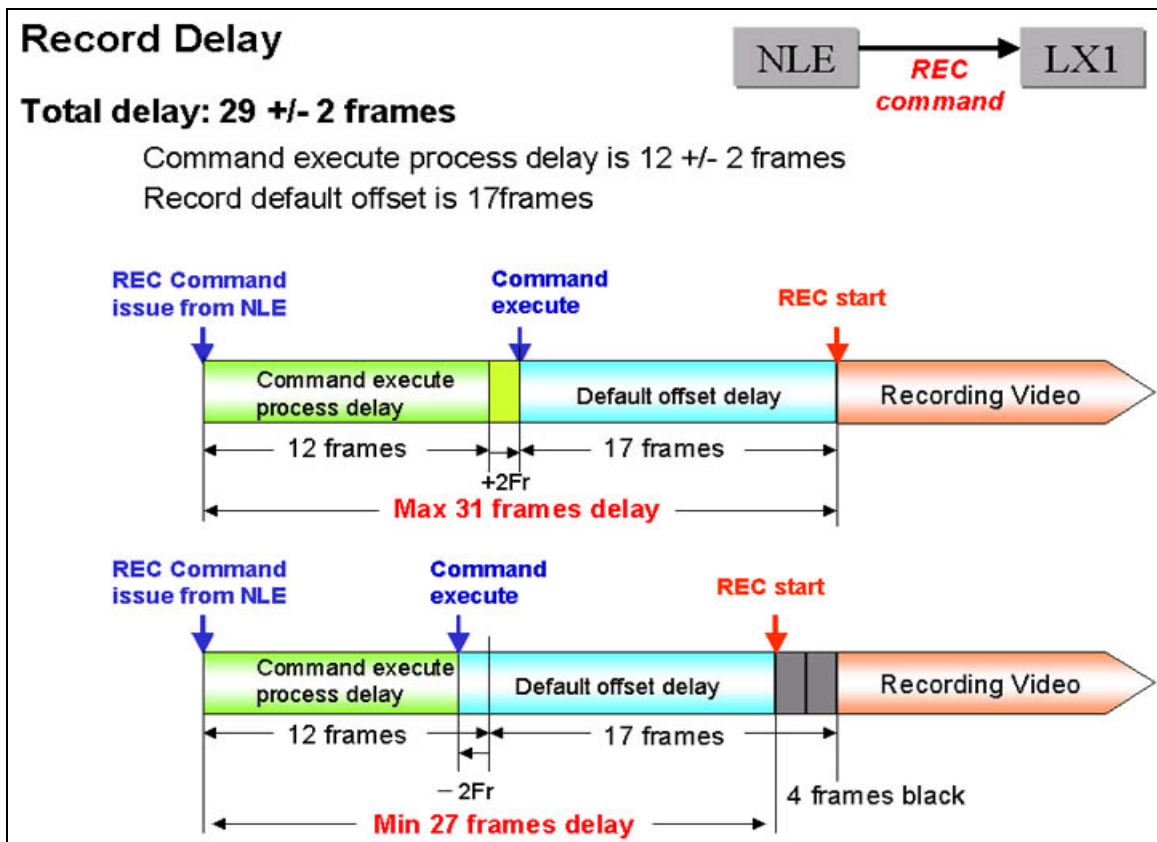 Record Delay
NLE
REC
command
LX1
Total delay: 29 +/- 2 frames
Command execute process delay is 12 +/- 2 frames
Record default offset is 17frames
REC Command
issue from NLE
Command
execute
REC start
Command execute
process delay
Default offset delay
Recording Video
12 frames
+2Fr
17 frames
Max 31 frames delay
REC Command
issue from NLE
Command
execute
REC start
Command execute
process delay
Default offset delay
Recording Video
12 frames
－2Fr
17 frames
4 frames black
Min 27 frames delay